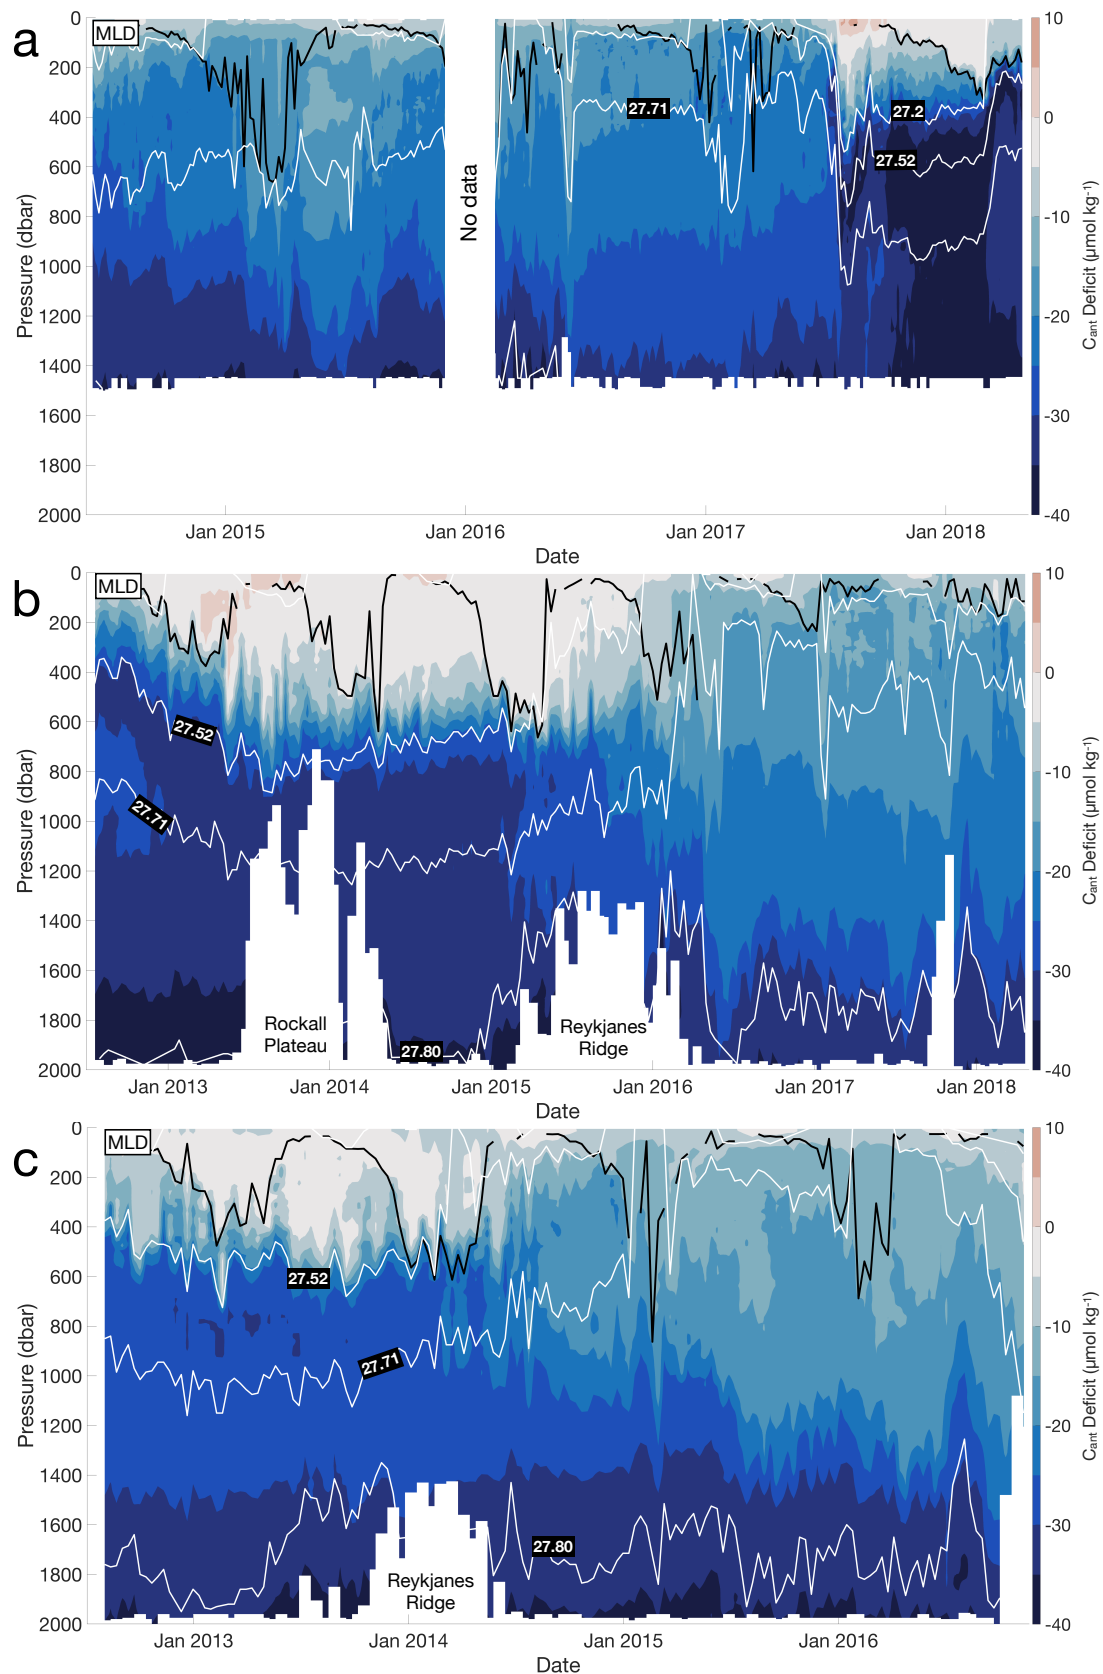 a
MLD
No data
27.71
27.2
27.52
0
200
400
600
800
1000
1200
1400
1600
1800
2000
Pressure (dbar)
Jan 2015
Jan 2016
Jan 2017
Jan 2018
Date
10
0
-10
-20
-30
-40
Cant Deficit (μmol kg-1)
b
MLD
27.52
27.71
27.80
Rockall
Plateau
Reykjanes
Ridge
0
200
400
600
800
1000
1200
1400
1600
1800
2000
Pressure (dbar)
Jan 2013
Jan 2014
Jan 2015
Jan 2016
Jan 2017
Jan 2018
Date
10
0
-10
-20
-30
-40
Cant Deficit (μmol kg-1)
c
MLD
27.52
27.71
27.80
Reykjanes
Ridge
0
200
400
600
800
1000
1200
1400
1600
1800
2000
Pressure (dbar)
Jan 2013
Jan 2014
Jan 2015
Jan 2016
Date
10
0
-10
-20
-30
-40
Cant Deficit (μmol kg-1)